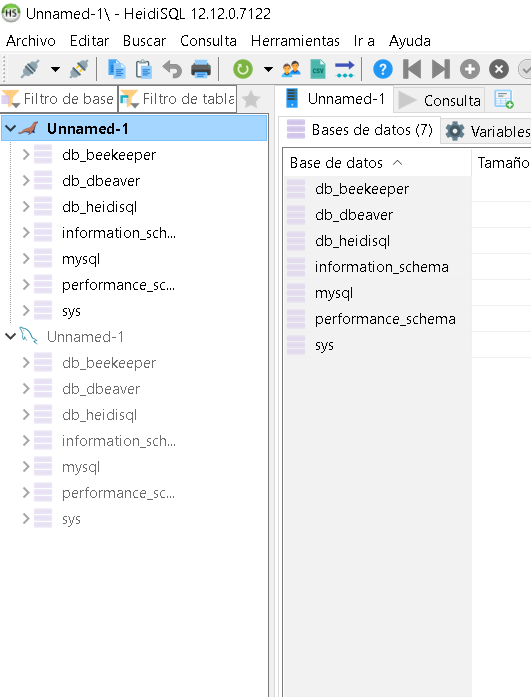 HS Unnamed-1\ - HeidiSQL 12.12.0.7122
Archivo Editar Buscar Consulta Herramientas Ir a Ayuda
CSV
Filtro de base Filtro de tabla
Unnamed-1
db_beekeeper
db_dbeaver
db_heidisql
information_sch...
mysql
performance_sc...
sys
Unnamed-1
db_beekeeper
db_dbeaver
db_heidisql
information_sch...
mysql
performance_sc...
sys
Unnamed-1 Consulta
Bases de datos (7) Variables
Base de datos Tamaño
db_beekeeper
db_dbeaver
db_heidisql
information_schema
mysql
performance_schema
sys